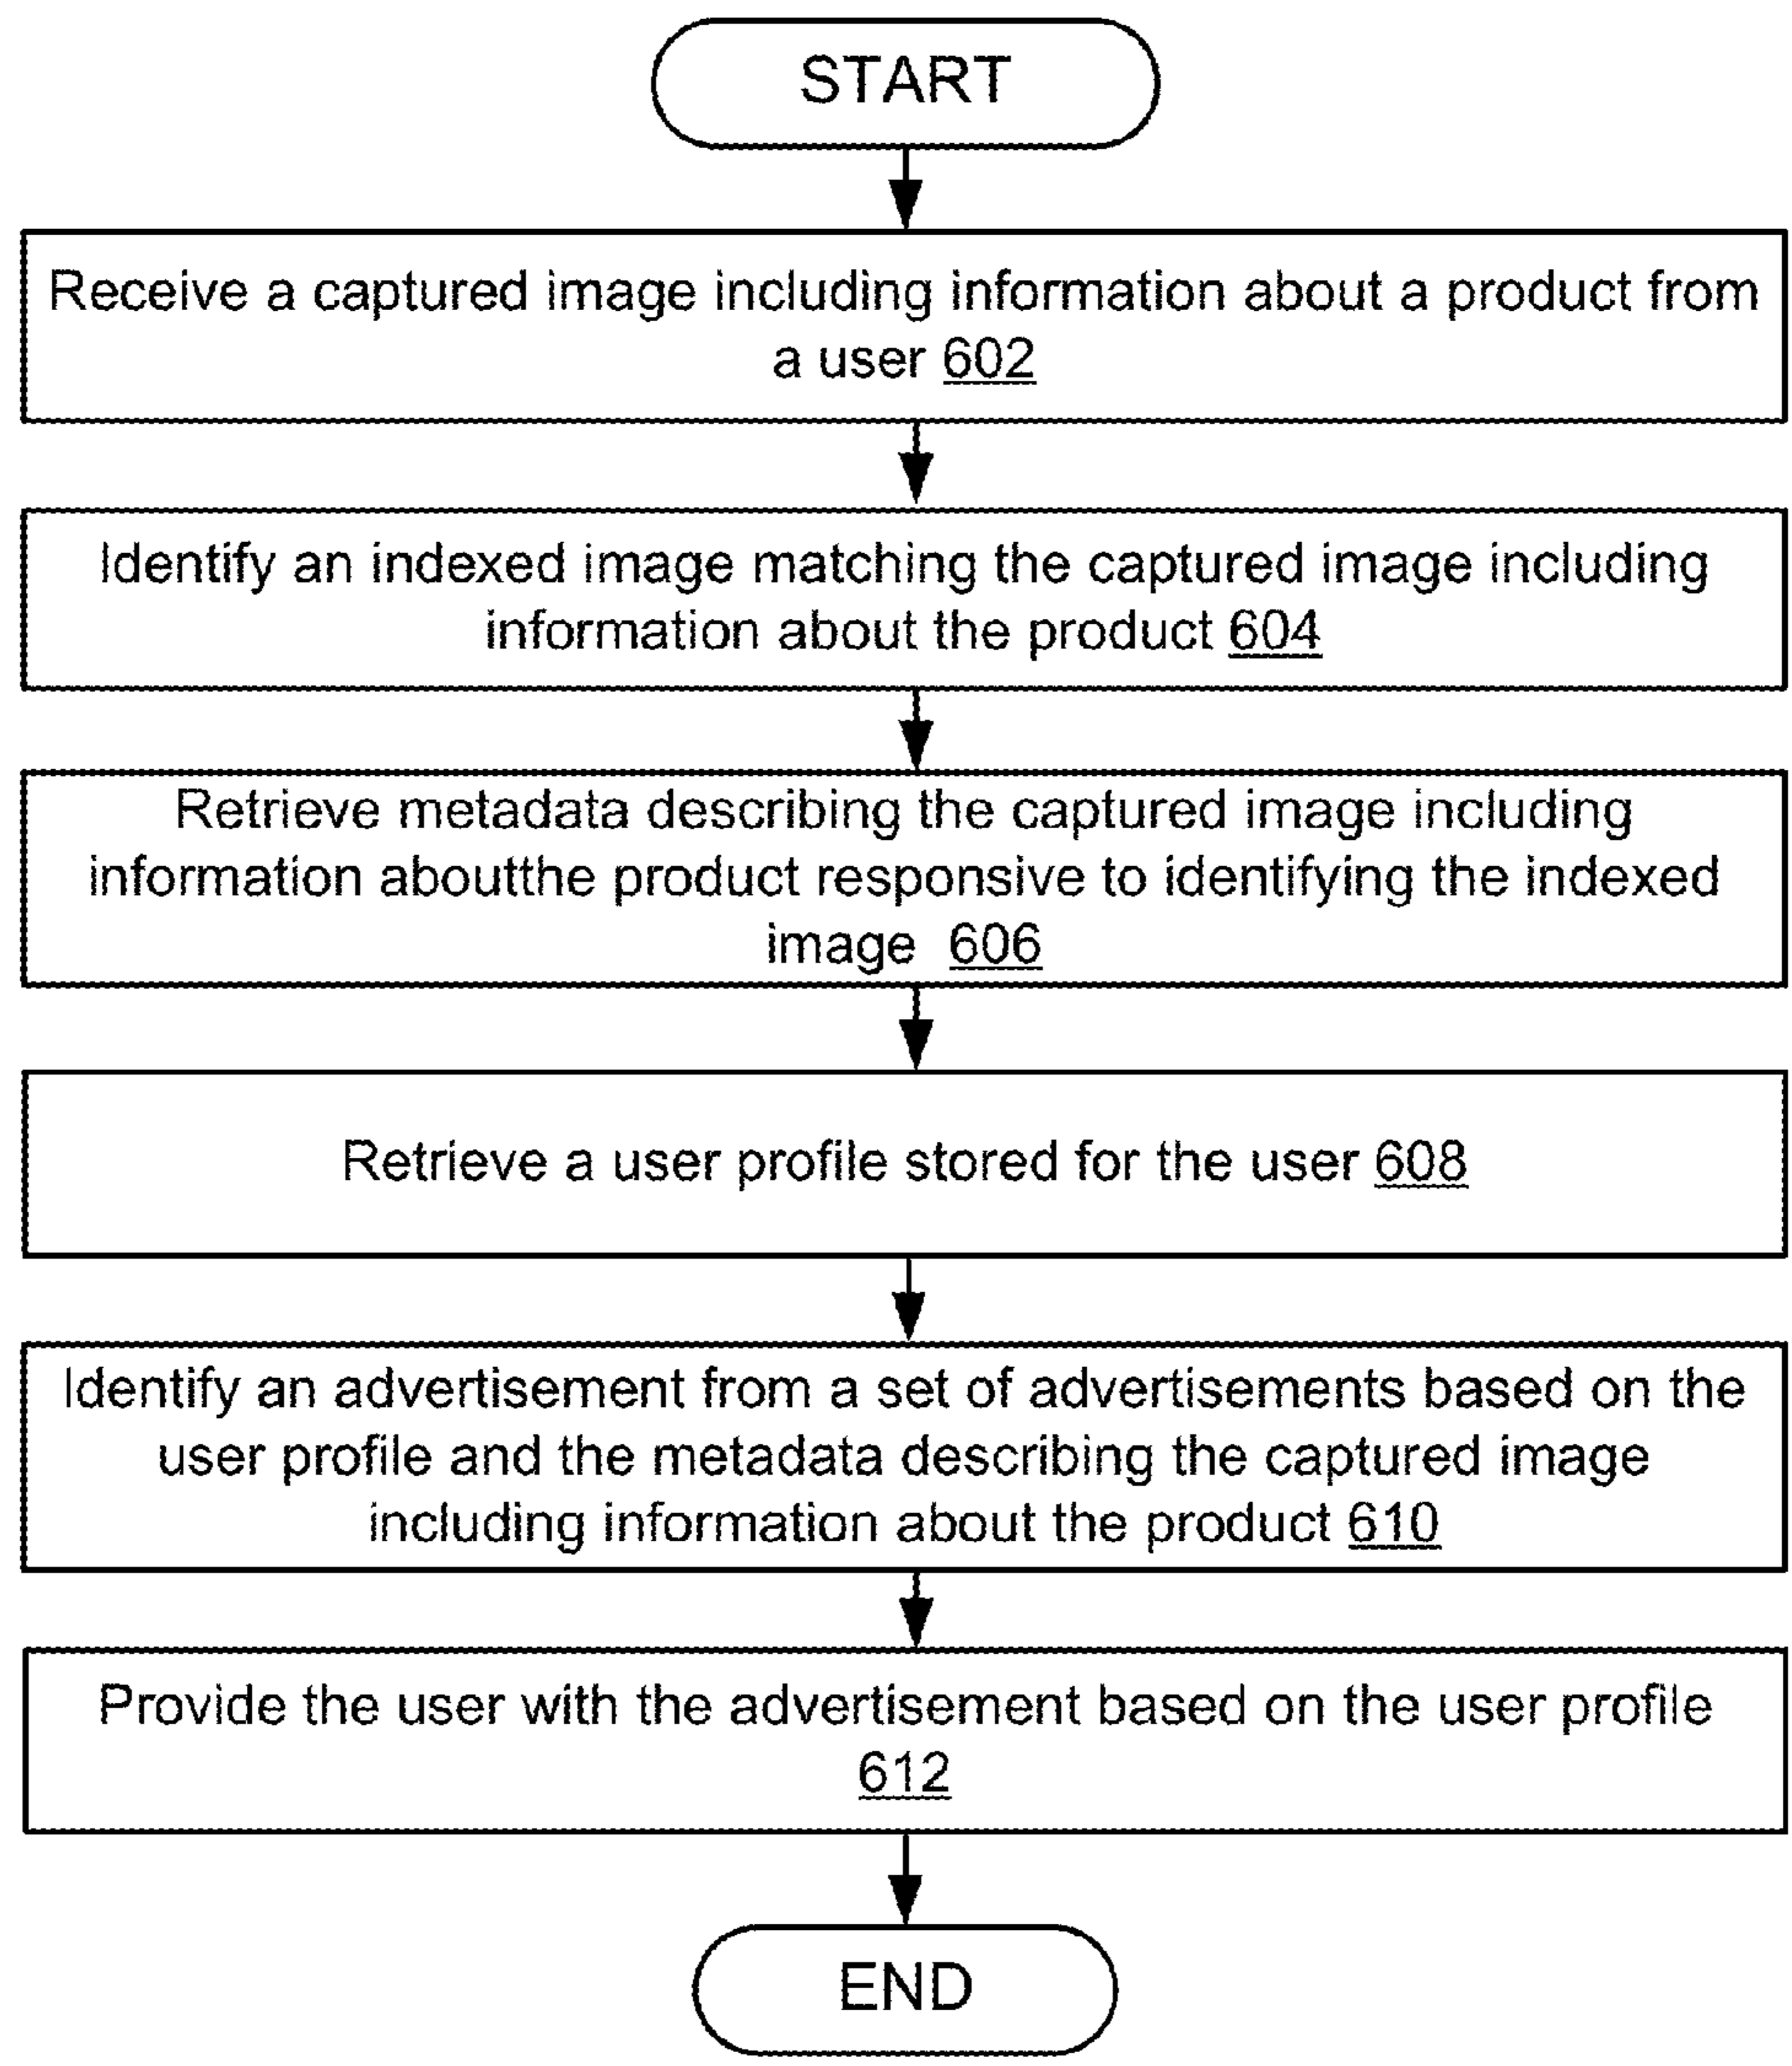 START
Receive a captured image including information about a product from
a user 602
Identify an indexed image matching the captured image including
information about the product 604
Retrieve metadata describing the captured image including
information aboutthe product responsive to identifying the indexed
image 606
Retrieve a user profile stored for the user 608
Identify an advertisement from a set of advertisements based on the
user profile and the metadata describing the captured image
including information about the product 610
Provide the user with the advertisement based on the user profile
612
END